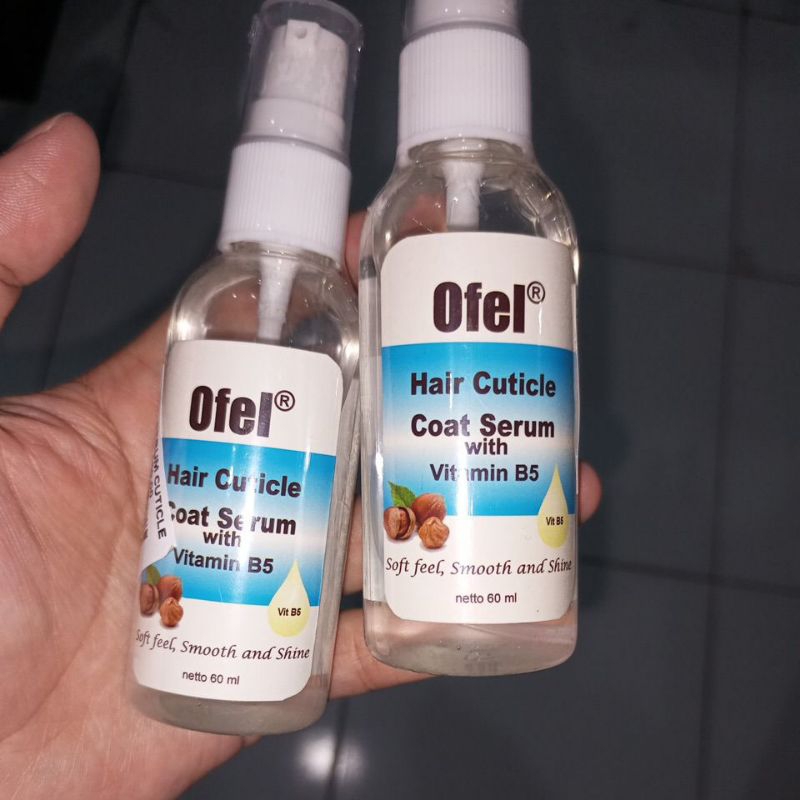 Ofel®
Hair Cuticle
Coat Serum
with
Vitamin B5
Vit B5
Soft feel, Smooth and Shine
netto 60 ml
Ofel®
Hair Cuticle
Coat Serum
with
Vitamin B5
Vit B5
Soft feel, Smooth and Shine
netto 60 ml
CUTICLE